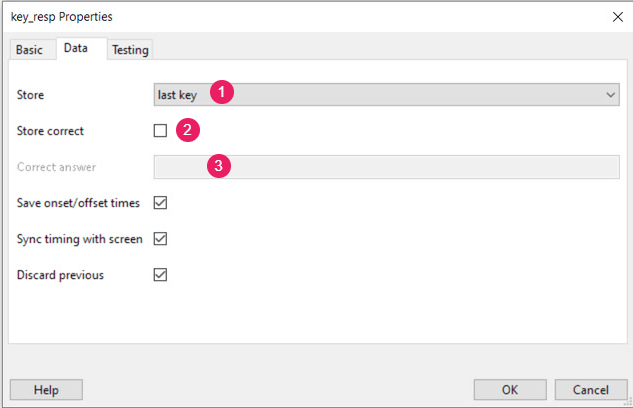 key_resp Properties
Basic Data Testing
Store last key 1
Store correct 2
Correct answer 3
Save onset/offset times
Sync timing with screen
Discard previous
Help OK Cancel